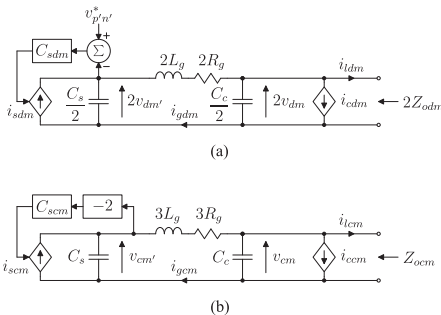 v*p′n′
+
Csdm
Σ
−
2Lg 2Rg
ildm
isdm
Cs/2
2vdm′
igdm
Cc/2
2vdm
icdm
2Zodm
(a)
Cscm
−2
3Lg 3Rg
ilcm
iscm
Cs
vcm′
igcm
Cc
vcm
iccm
Zocm
(b)